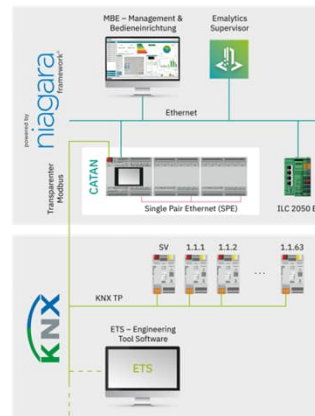 MBE – Management &
Bedieneinrichtung
Emalytics
Supervisor
powered by
niagara
framework®
Ethernet
CATAN
Transparenter
Modbus
Single Pair Ethernet (SPE)
ILC 2050 B
SV
1.1.1
1.1.2
...
1.1.63
KNX TP
KNX
ETS – Engineering
Tool Software
ETS